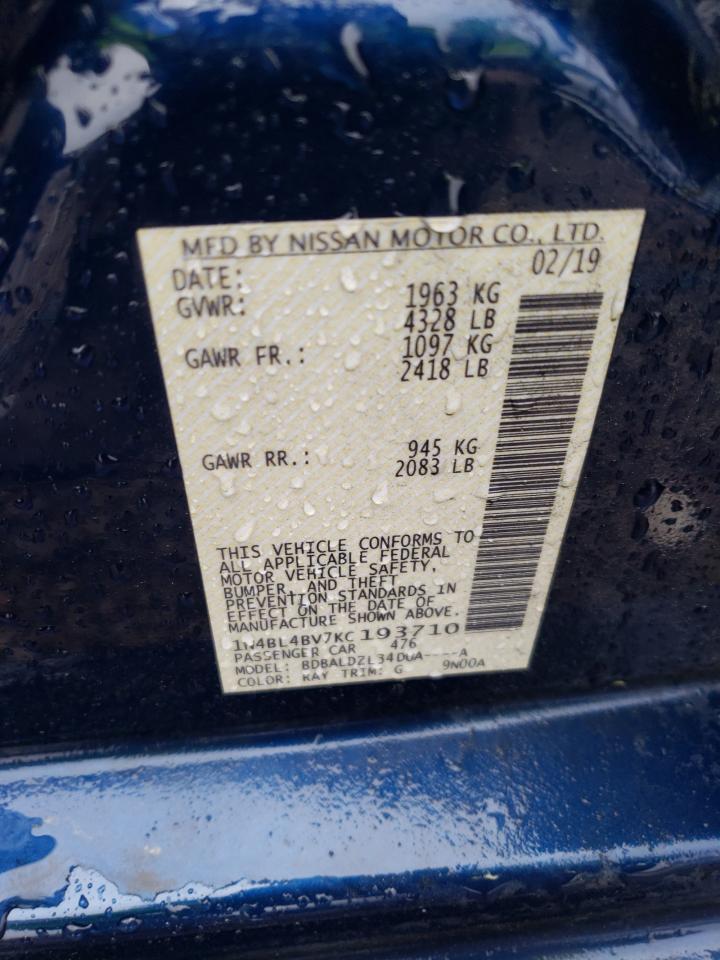 MFD BY NISSAN MOTOR CO., LTD.
DATE: 02/19
GVWR: 1963 KG
4328 LB
GAWR FR.: 1097 KG
2418 LB
GAWR RR.: 945 KG
2083 LB
THIS VEHICLE CONFORMS TO
ALL APPLICABLE FEDERAL
MOTOR VEHICLE SAFETY,
BUMPER, AND THEFT
PREVENTION STANDARDS IN
EFFECT ON THE DATE OF
MANUFACTURE SHOWN ABOVE.
1N4BL4BV7KC193710
PASSENGER CAR 476
MODEL: BDBALDZL34DUA----A
COLOR: RAY TRIM: G 9N00A